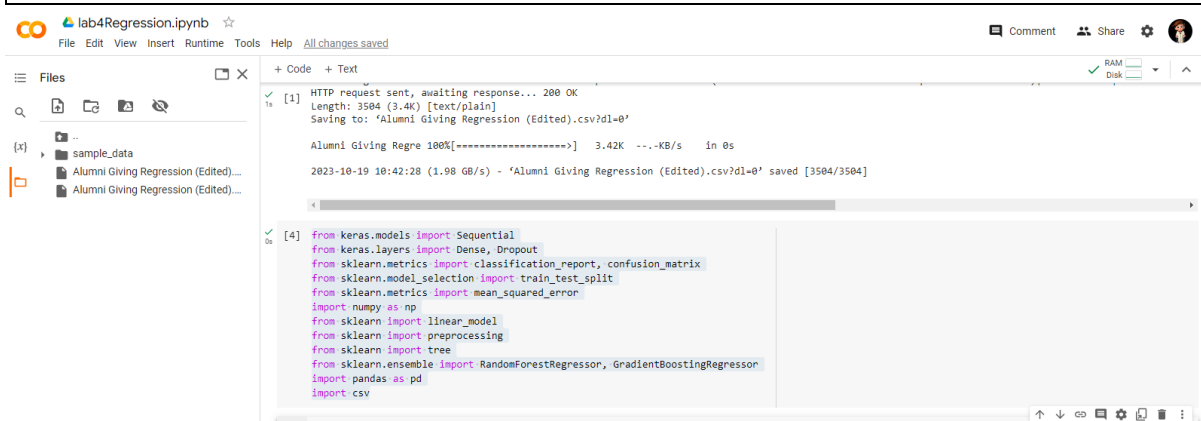 lab4Regression.ipynb
Comment
Share
File Edit View Insert Runtime Tools Help All changes saved
Files
+ Code + Text
RAM
Disk
{x}
..
sample_data
Alumni Giving Regression (Edited)....
Alumni Giving Regression (Edited)....
[1]
1s
HTTP request sent, awaiting response... 200 OK
Length: 3504 (3.4K) [text/plain]
Saving to: ‘Alumni Giving Regression (Edited).csv?dl=0’
Alumni Giving Regre 100%[===================>] 3.42K --.-KB/s in 0s
2023-10-19 10:42:28 (1.98 GB/s) - ‘Alumni Giving Regression (Edited).csv?dl=0’ saved [3504/3504]
[4]
0s
from keras.models import Sequential
from keras.layers import Dense, Dropout
from sklearn.metrics import classification_report, confusion_matrix
from sklearn.model_selection import train_test_split
from sklearn.metrics import mean_squared_error
import numpy as np
from sklearn import linear_model
from sklearn import preprocessing
from sklearn import tree
from sklearn.ensemble import RandomForestRegressor, GradientBoostingRegressor
import pandas as pd
import csv